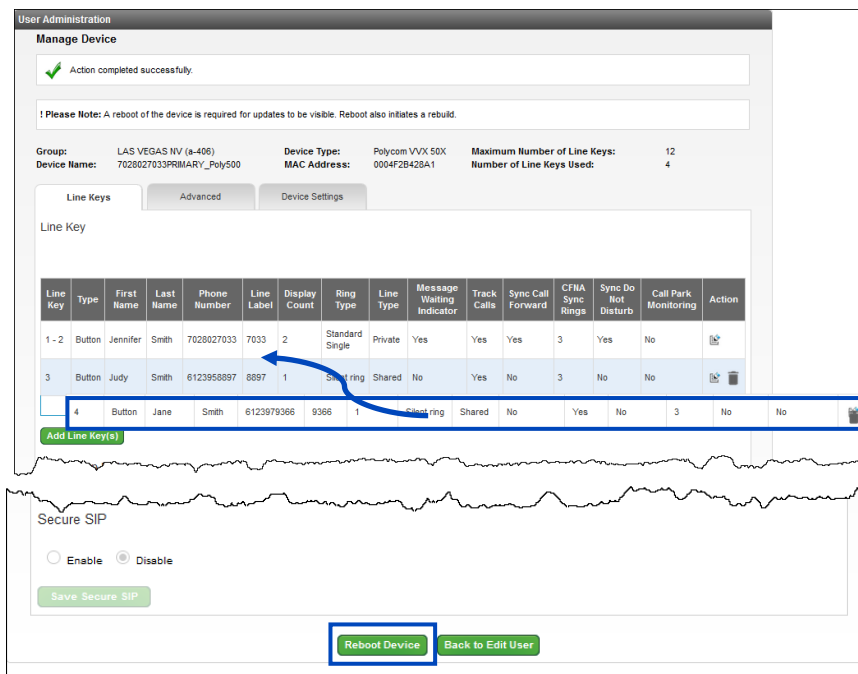 User Administration
Manage Device
Action completed successfully.
! Please Note: A reboot of the device is required for updates to be visible. Reboot also initiates a rebuild.
Group: LAS VEGAS NV (a-406) Device Type: Polycom VVX 50X Maximum Number of Line Keys: 12
Device Name: 7028027033PRIMARY_Poly500 MAC Address: 0004F2B428A1 Number of Line Keys Used: 4
Line Keys Advanced Device Settings
Line Key
Line Key Type First Name Last Name Phone Number Line Label Display Count Ring Type Line Type Message Waiting Indicator Track Calls Sync Call Forward CFNA Sync Rings Sync Do Not Disturb Call Park Monitoring Action
1 - 2 Button Jennifer Smith 7028027033 7033 2 Standard Single Private Yes Yes Yes 3 Yes No
3 Button Judy Smith 6123958897 8897 1 Silent ring Shared No Yes No 3 No No
4 Button Jane Smith 6123979366 9366 1 Silent ring Shared No Yes No 3 No No
Add Line Key(s)
Secure SIP
Enable Disable
Save Secure SIP
Reboot Device Back to Edit User